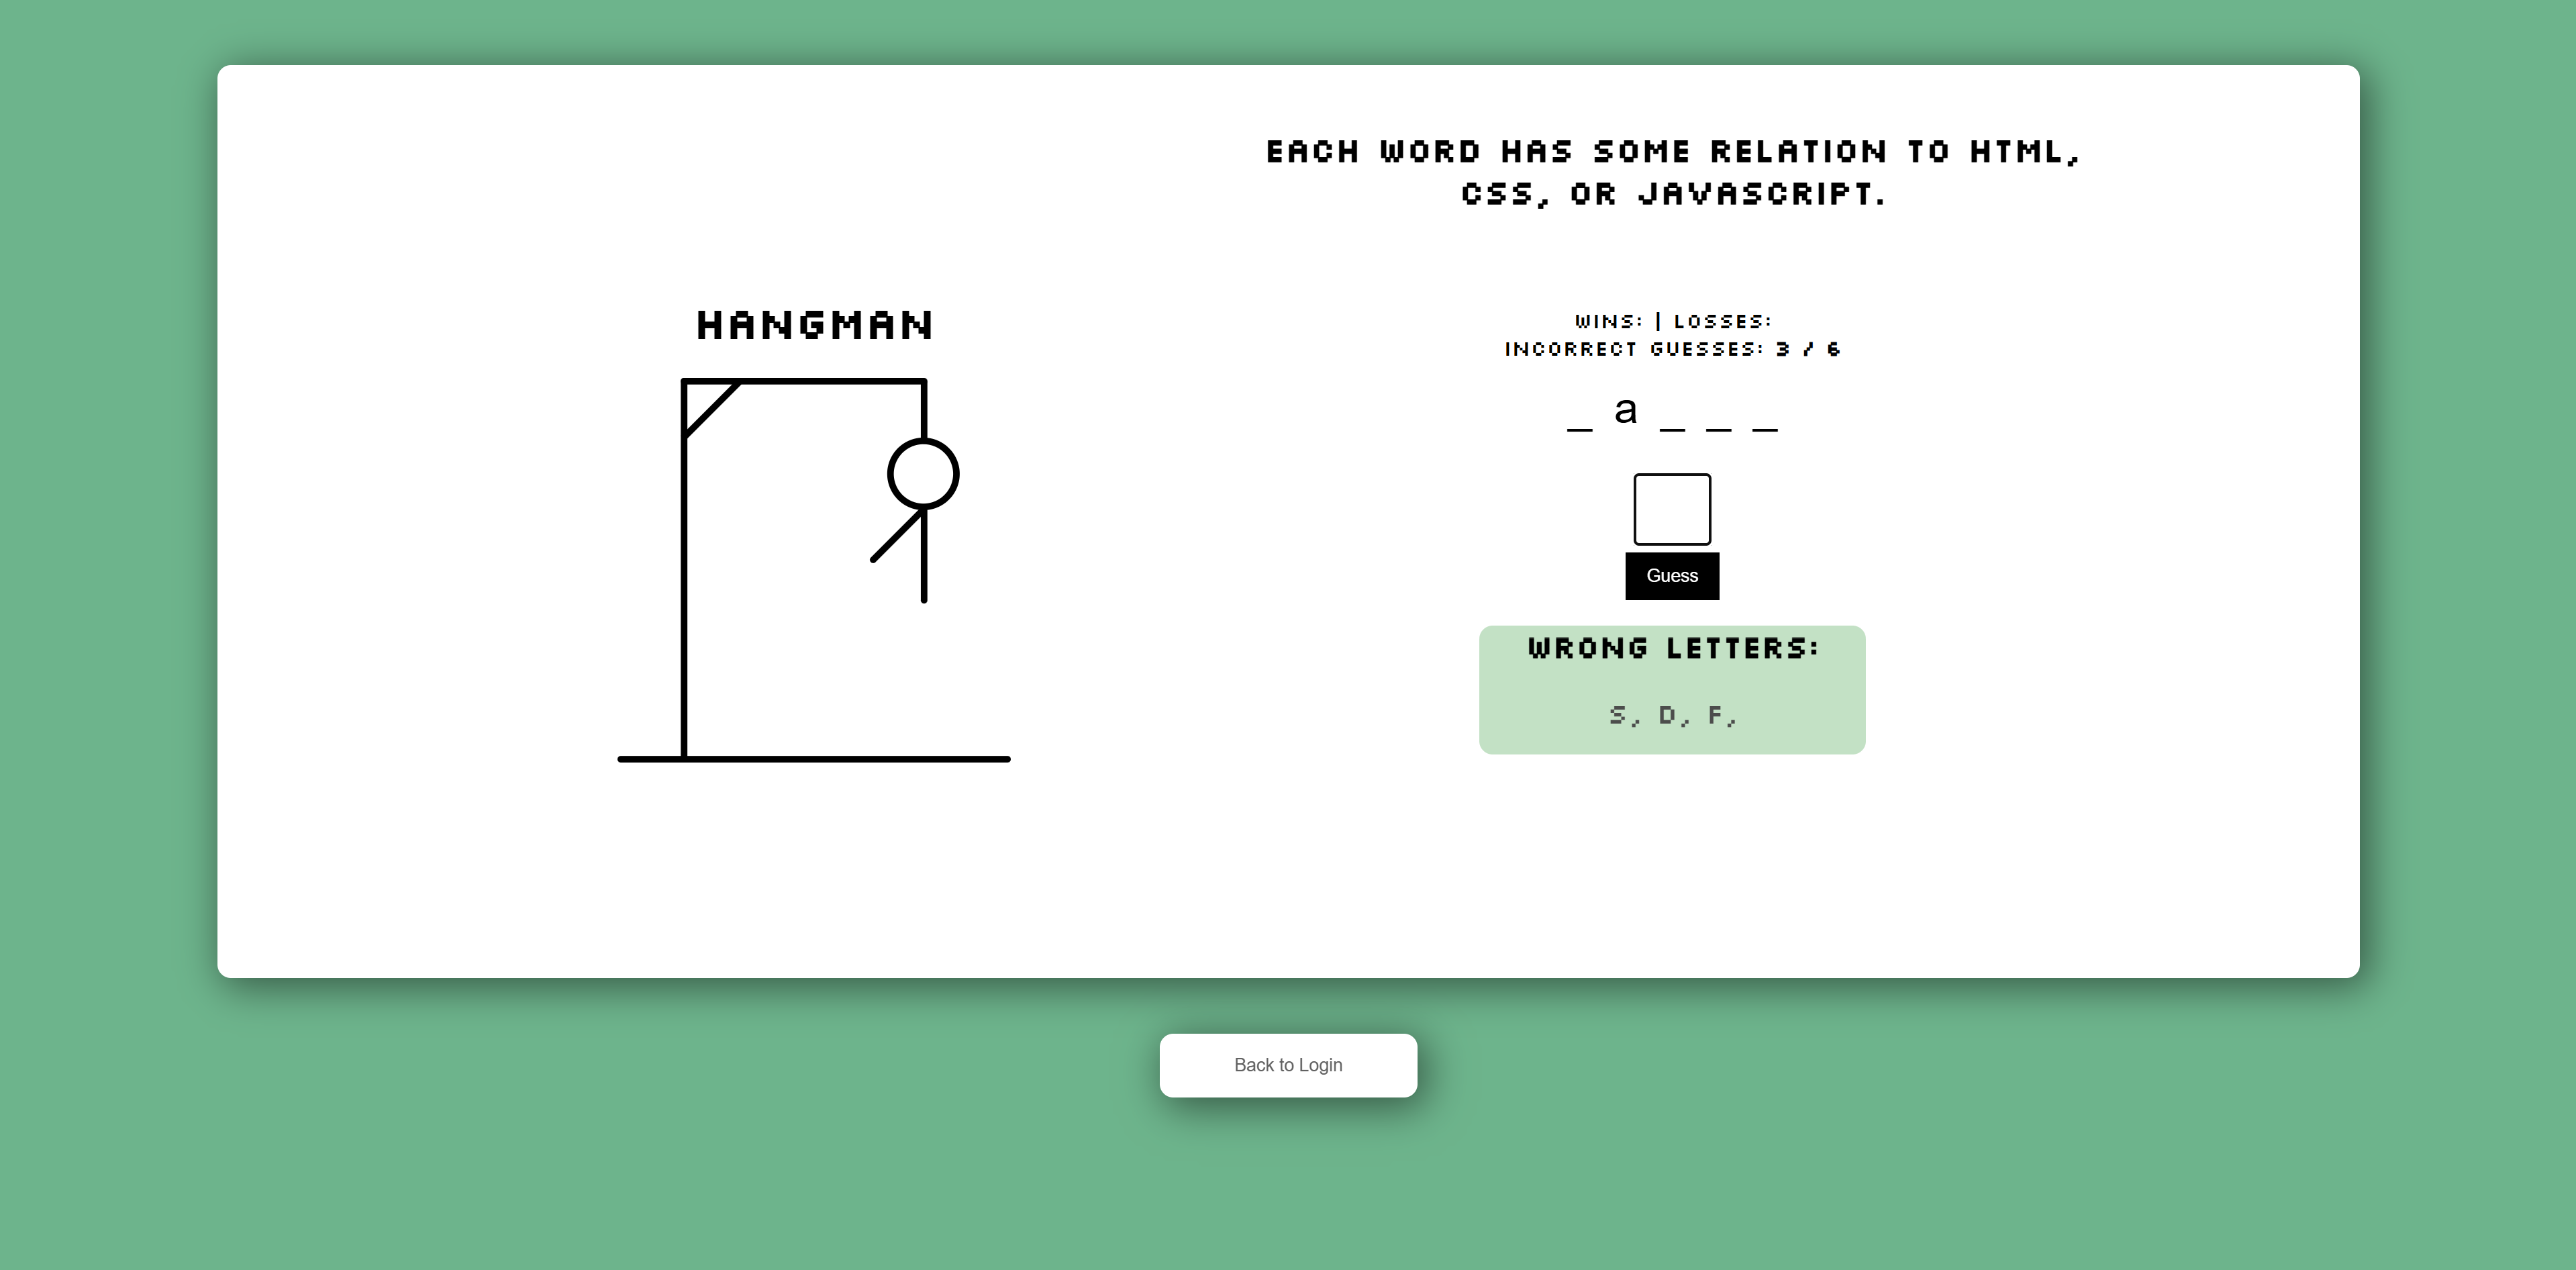 EACH WORD HAS SOME RELATION TO HTML,
CSS, OR JAVASCRIPT.
HANGMAN
WINS: | LOSSES:
INCORRECT GUESSES: 3 / 6
_ a _ _ _
Guess
WRONG LETTERS:
S, D, F,
Back to Login